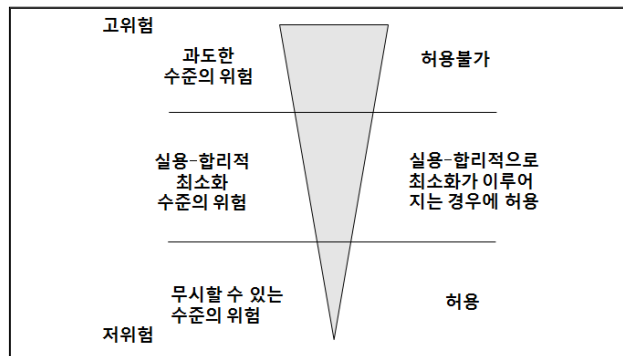 고위험
과도한
수준의 위험
허용불가
실용-합리적
최소화
수준의 위험
실용-합리적으로
최소화가 이루어
지는 경우에 허용
무시할 수 있는
수준의 위험
허용
저위험